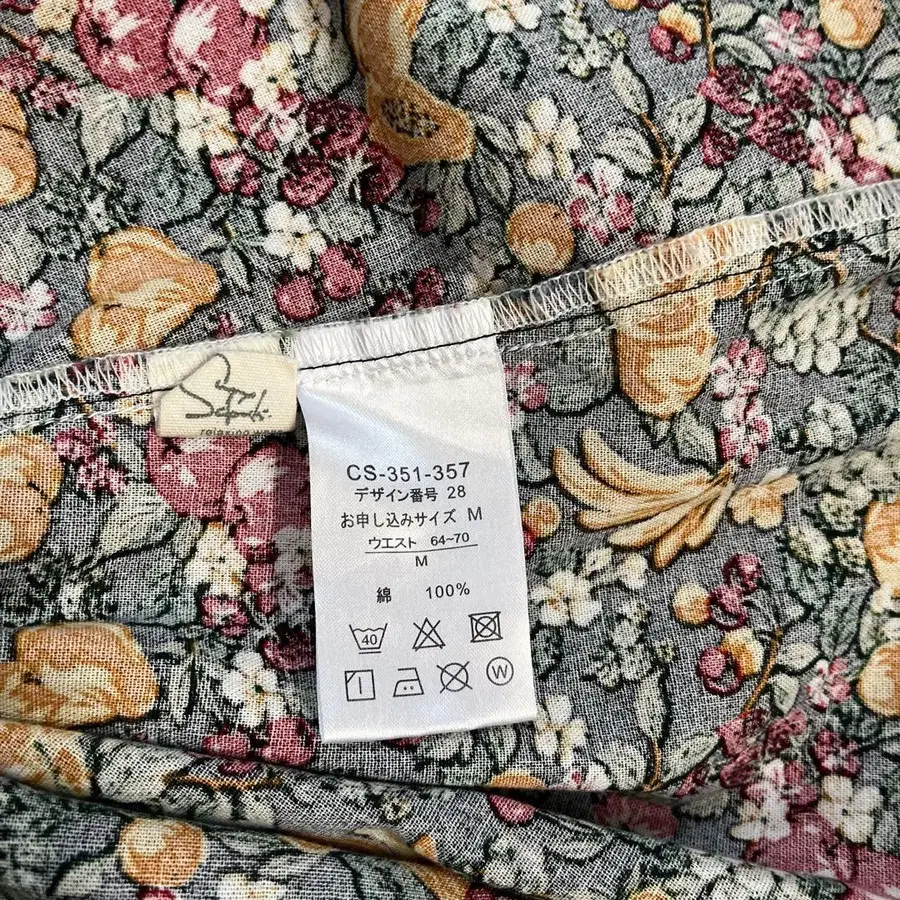 CS-351-357
デザイン番号 28
お申し込みサイズ M
ウエスト 64~70
M
綿 100%
40
W